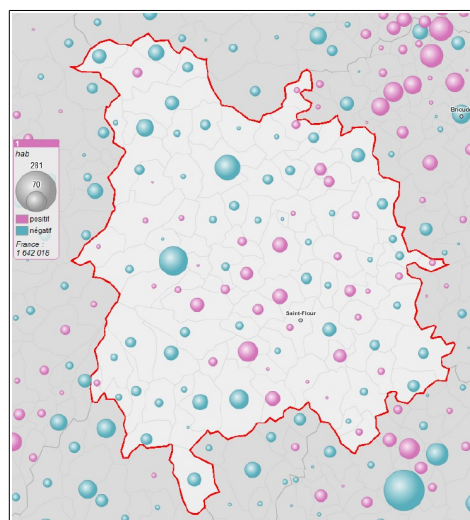 Brioude
1
hab
281
70
positif
négatif
France :
1 642 018
Saint-Flour